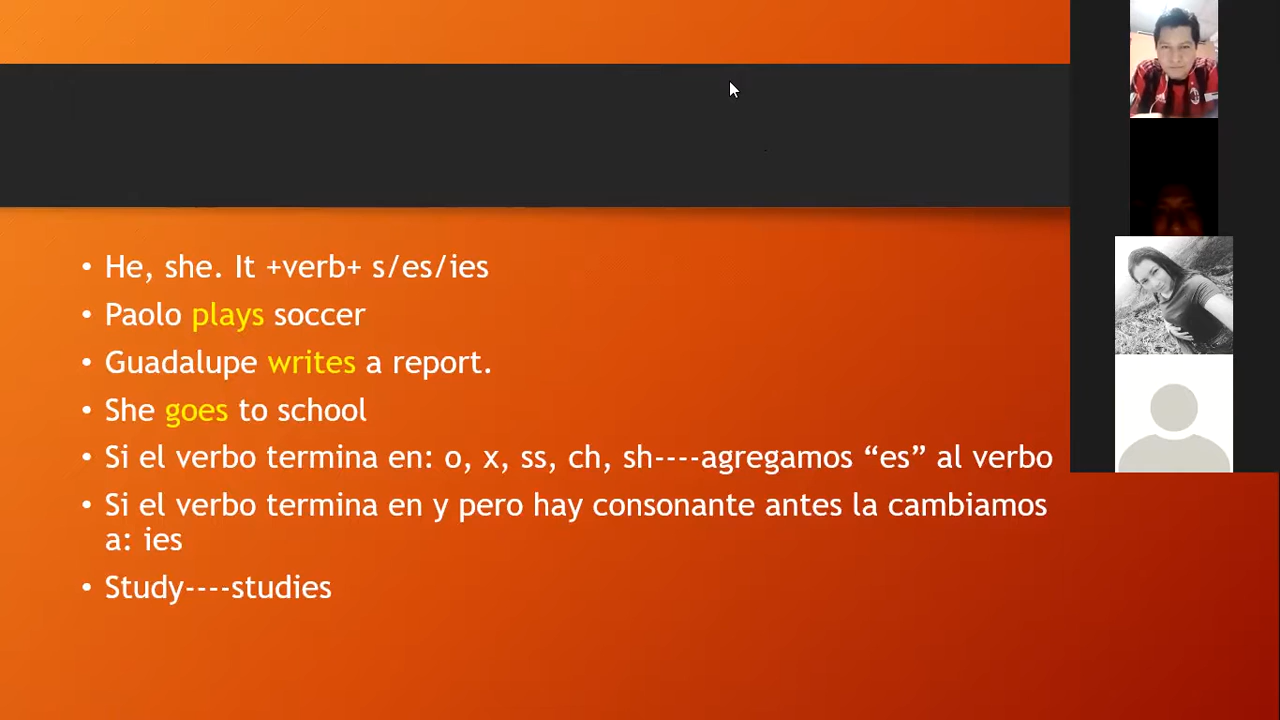 • He, she. It +verb+ s/es/ies
• Paolo plays soccer
• Guadalupe writes a report.
• She goes to school
• Si el verbo termina en: o, x, ss, ch, sh----agregamos “es” al verbo
• Si el verbo termina en y pero hay consonante antes la cambiamos
a: ies
• Study----studies